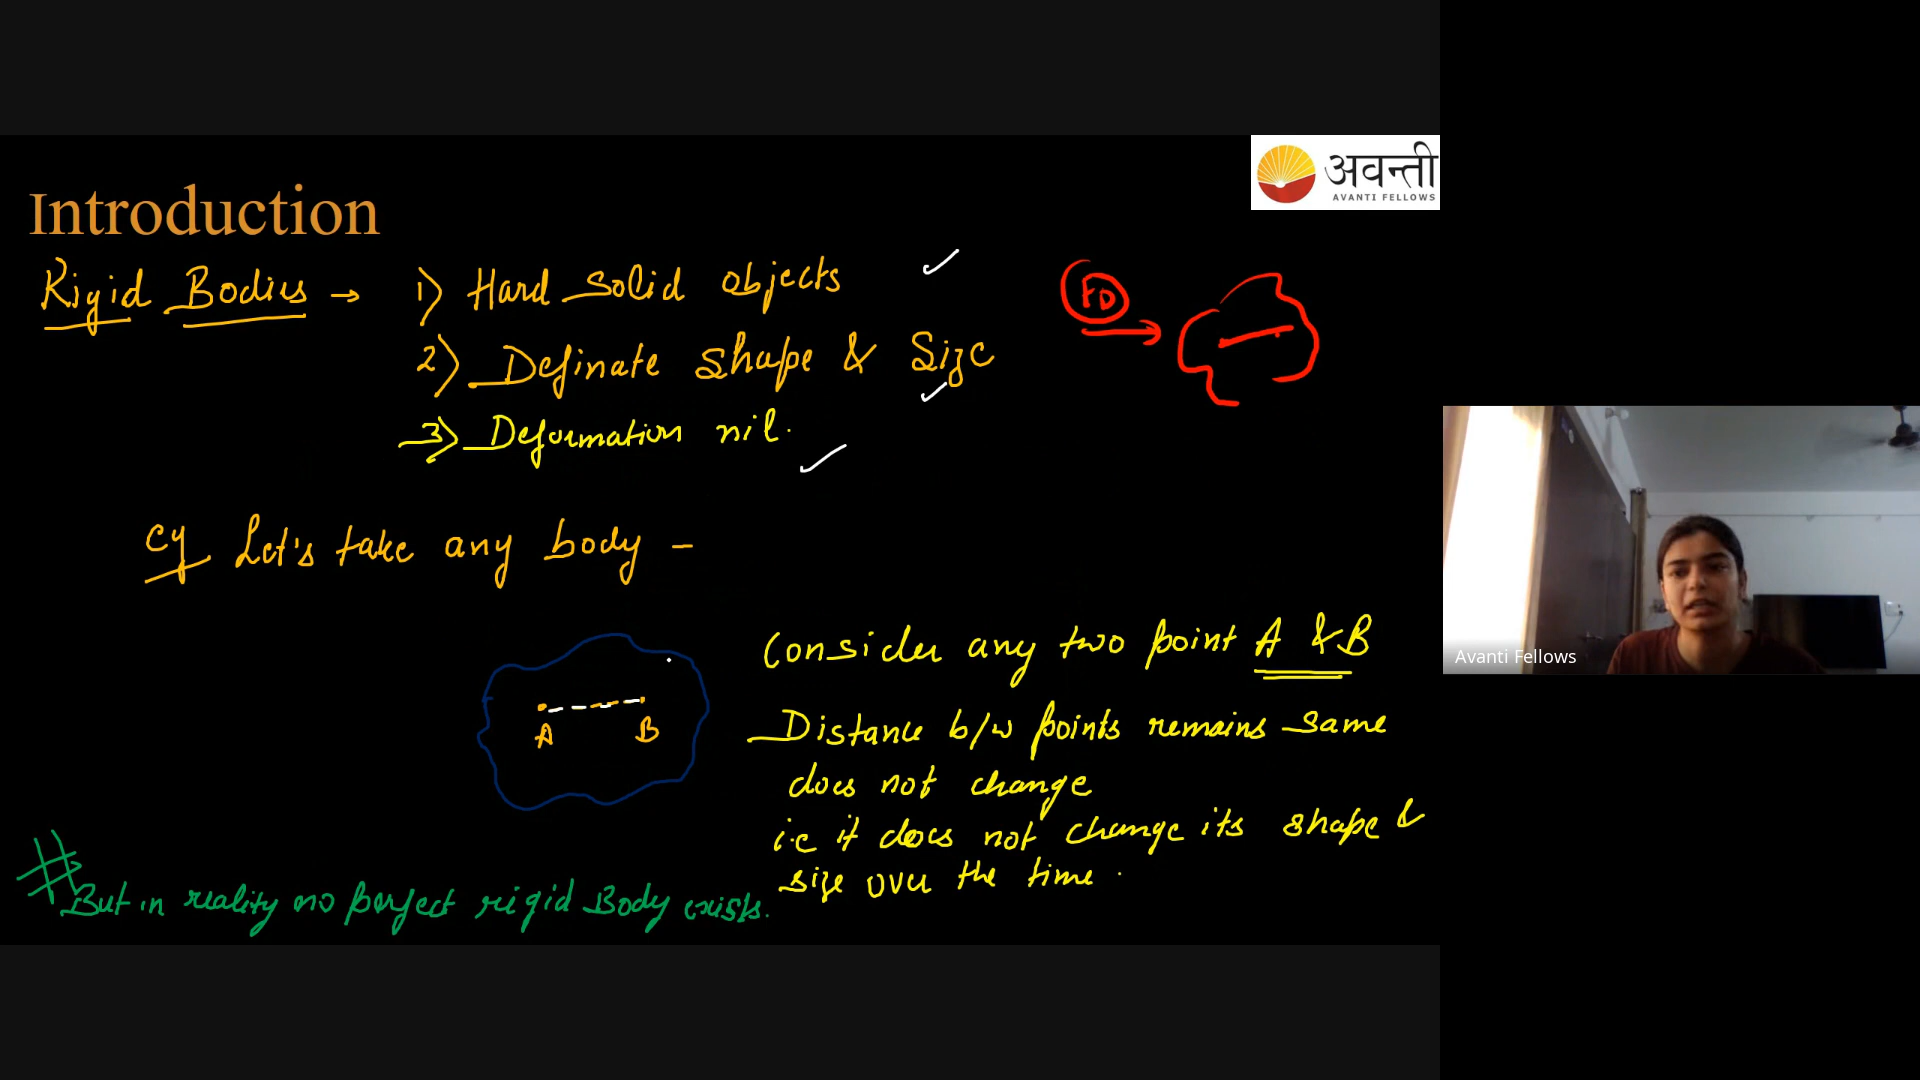 अवन्ती
AVANTI FELLOWS
Introduction
Rigid Bodies → 1) Hard solid objects
2) Definate shape & Size
3) Deformation nil.
FD
eg Let's take any body -
A B
Consider any two point A & B
Distance b/w points remains same
does not change
i.e it does not change its shape &
size over the time.
# But in reality no perfect rigid Body exists.
Avanti Fellows